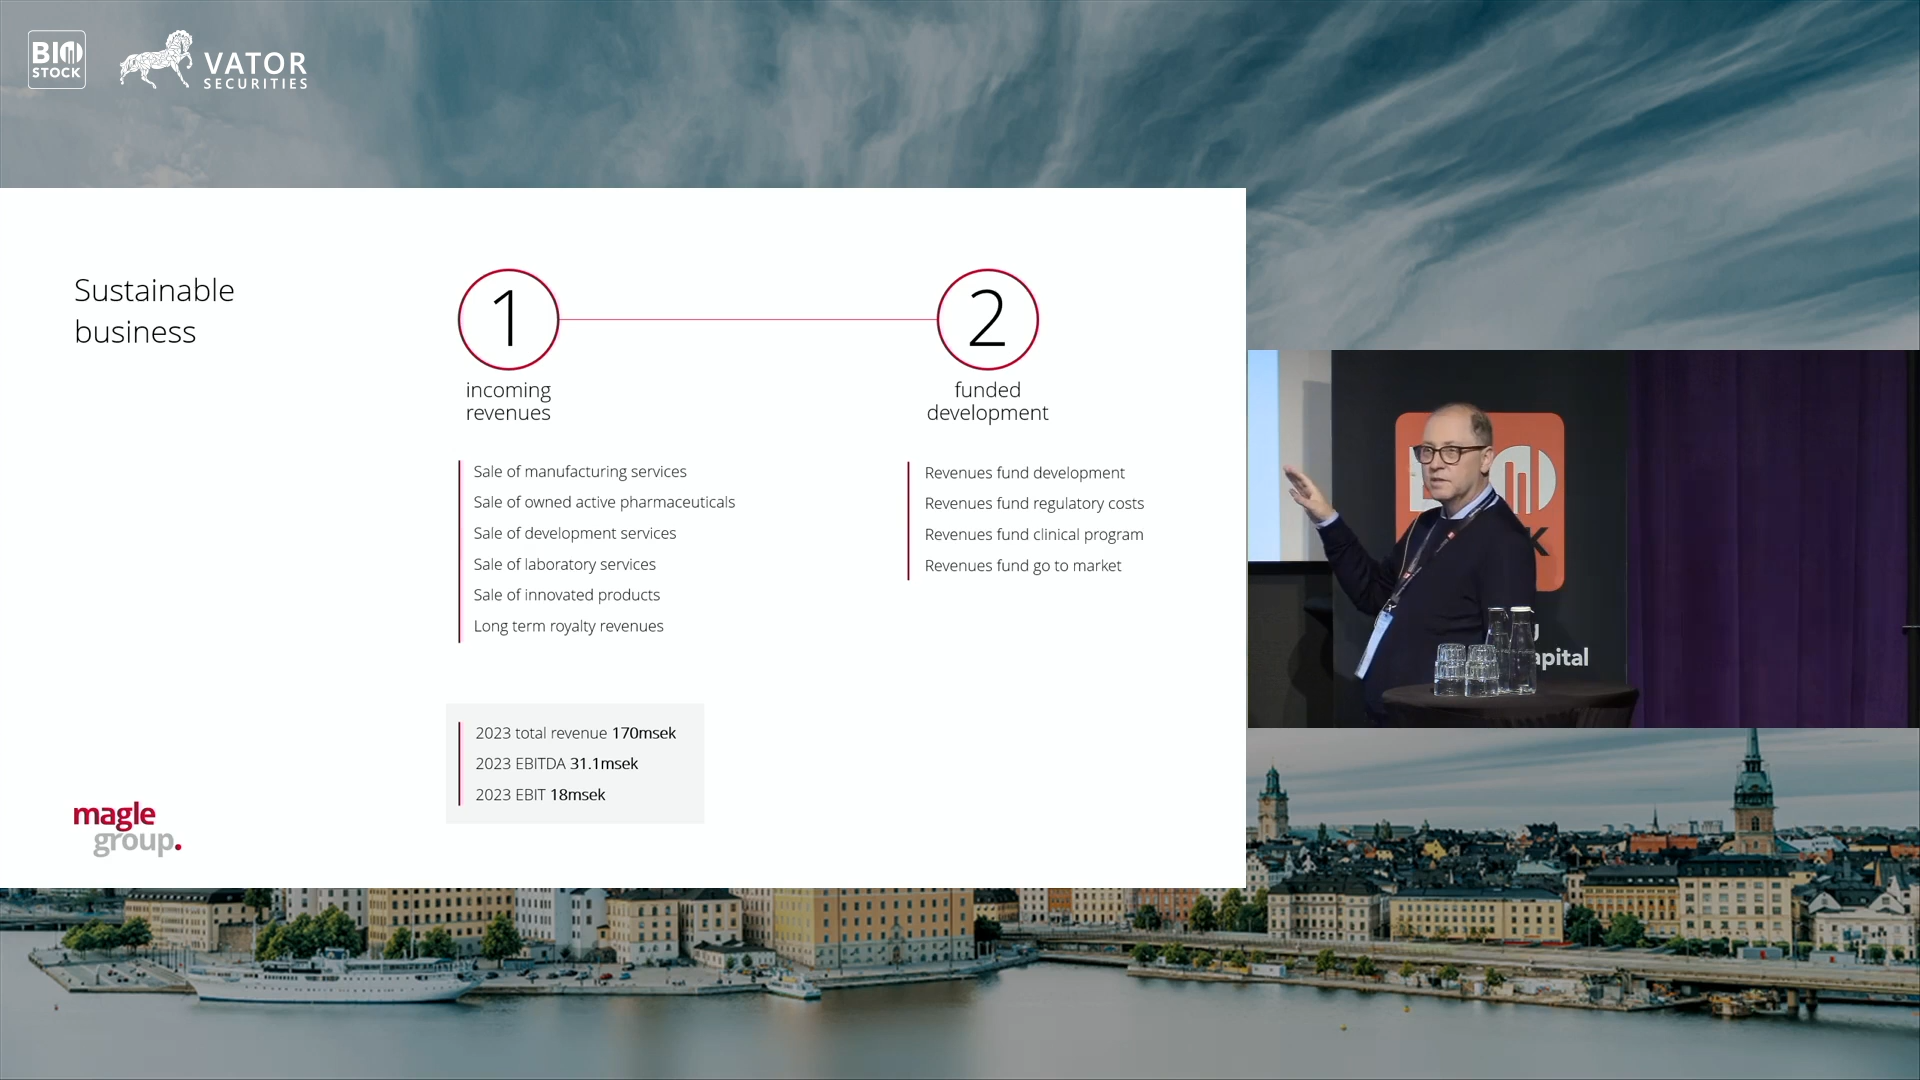 BIO
STOCK
VATOR
SECURITIES
Sustainable
business
1
incoming
revenues
Sale of manufacturing services
Sale of owned active pharmaceuticals
Sale of development services
Sale of laboratory services
Sale of innovated products
Long term royalty revenues
2023 total revenue 170msek
2023 EBITDA 31.1msek
2023 EBIT 18msek
2
funded
development
Revenues fund development
Revenues fund regulatory costs
Revenues fund clinical program
Revenues fund go to market
magle
group.